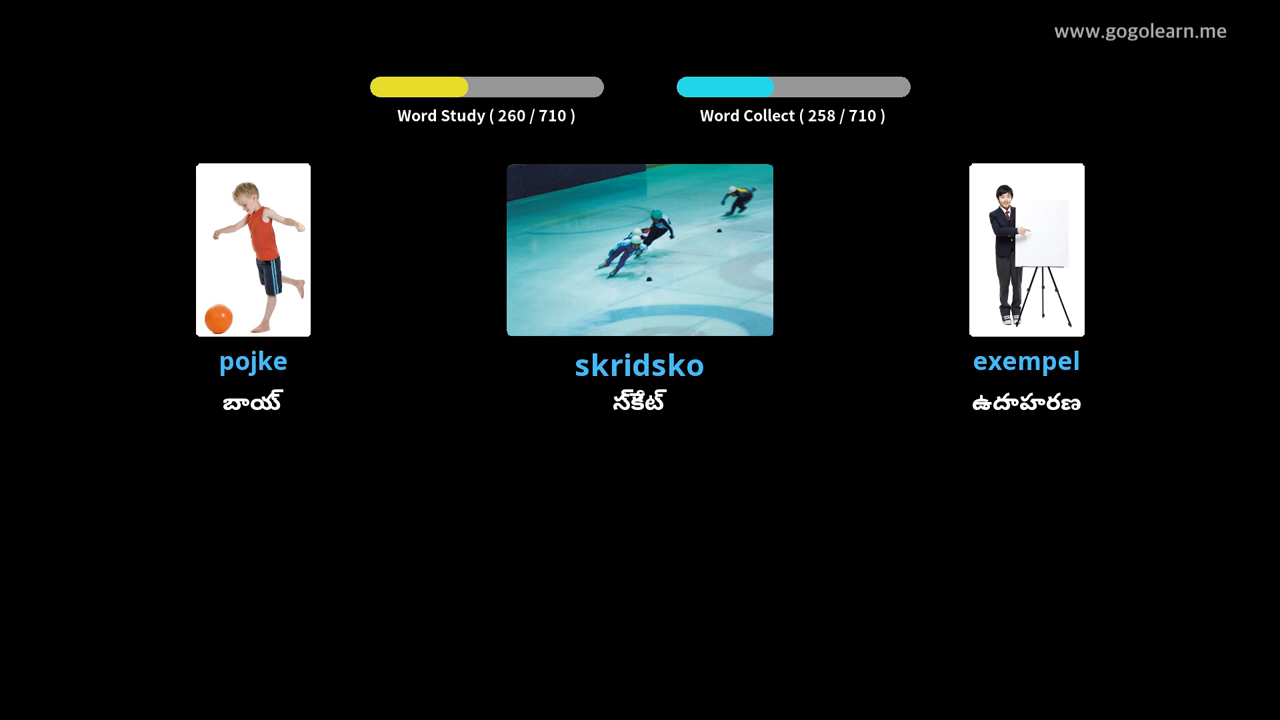 www.gogolearn.me
Word Study ( 260 / 710 )
Word Collect ( 258 / 710 )
pojke
skridsko
exempel
బాయ్
స్కేట్
ఉదాహరణ